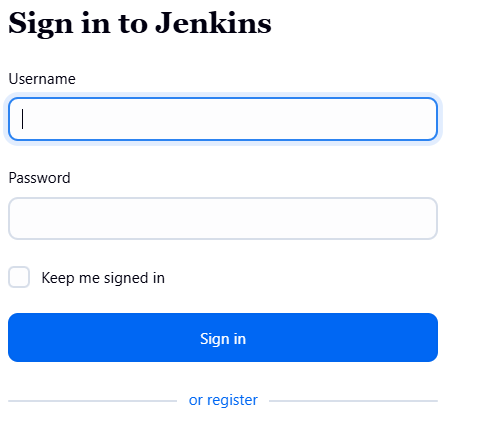 Sign in to Jenkins
Username
Password
Keep me signed in
Sign in
or register